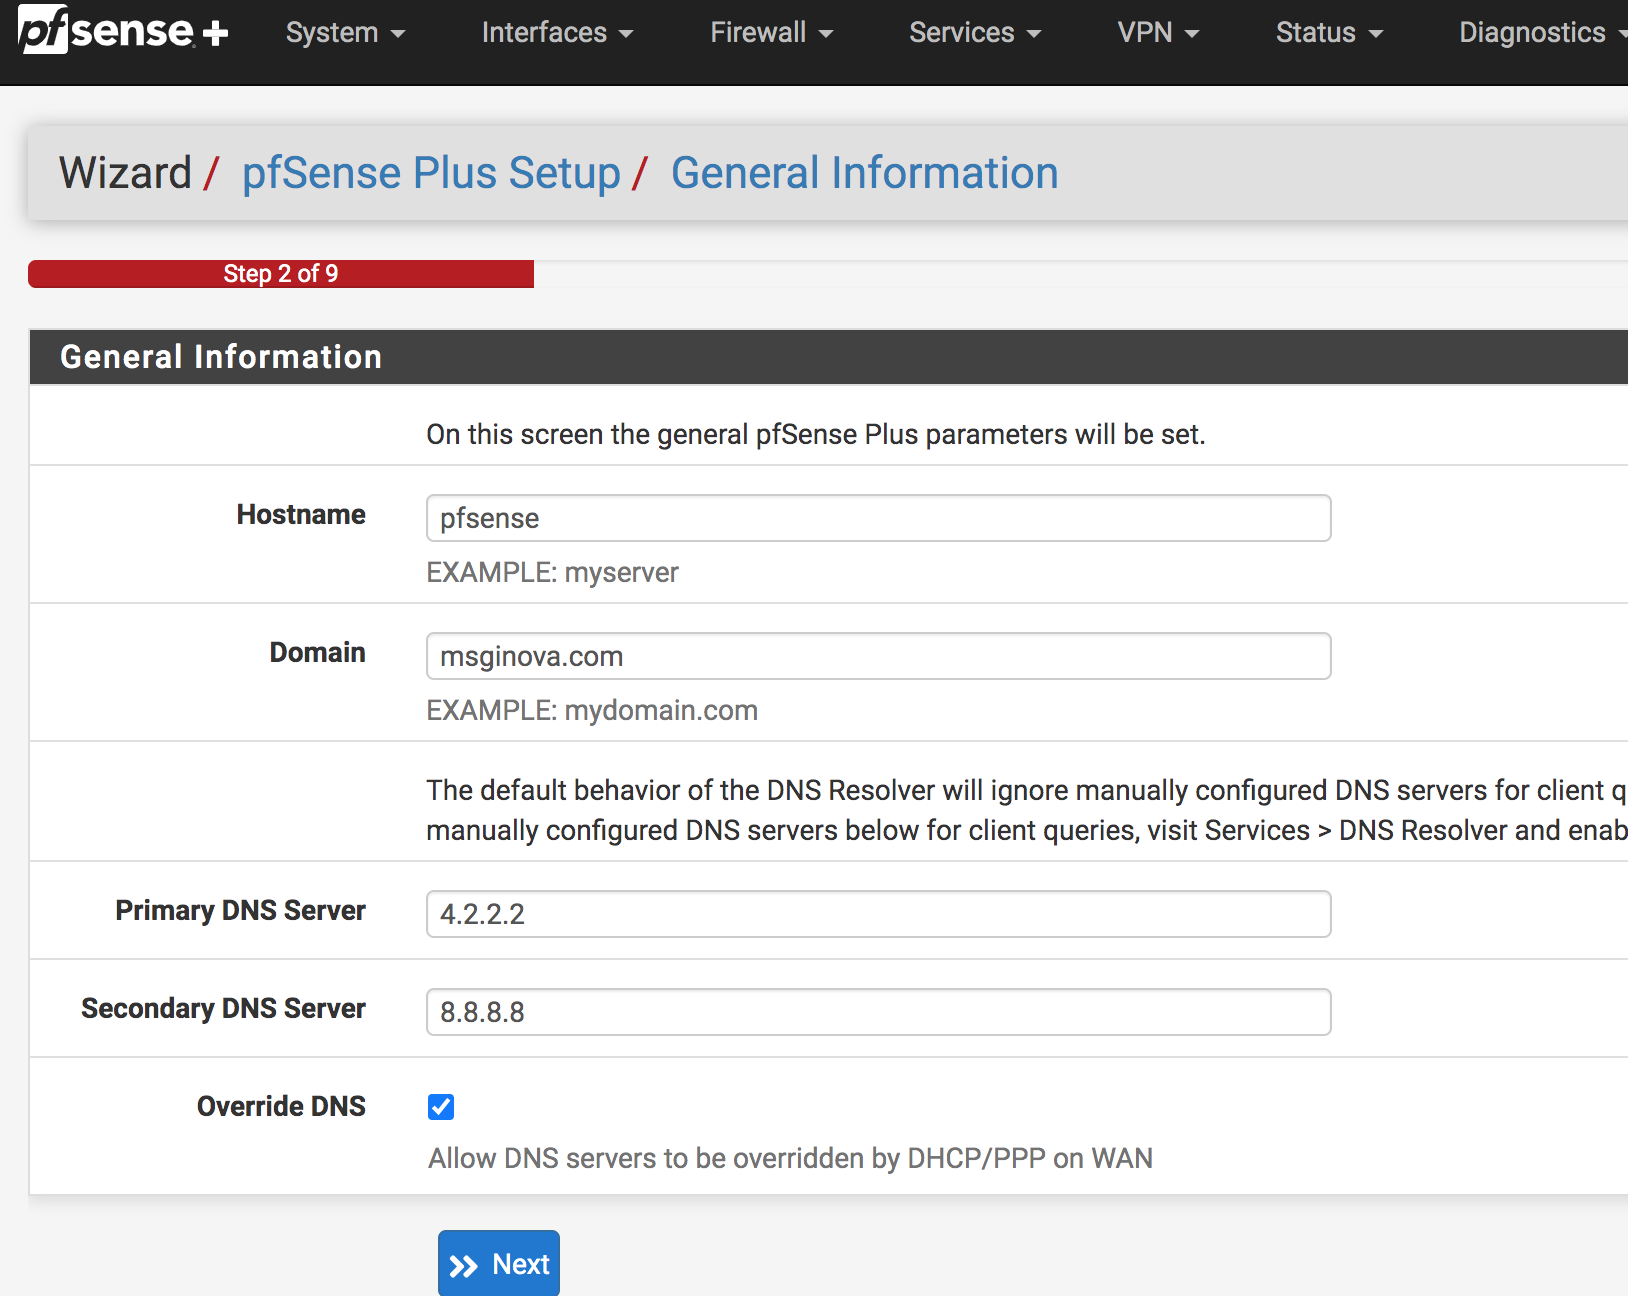 pfsense +
System
Interfaces
Firewall
Services
VPN
Status
Diagnostics
Wizard / pfSense Plus Setup / General Information
Step 2 of 9
General Information
On this screen the general pfSense Plus parameters will be set.
Hostname
pfsense
EXAMPLE: myserver
Domain
msginova.com
EXAMPLE: mydomain.com
The default behavior of the DNS Resolver will ignore manually configured DNS servers for client q
manually configured DNS servers below for client queries, visit Services > DNS Resolver and enab
Primary DNS Server
4.2.2.2
Secondary DNS Server
8.8.8.8
Override DNS
Allow DNS servers to be overridden by DHCP/PPP on WAN
Next